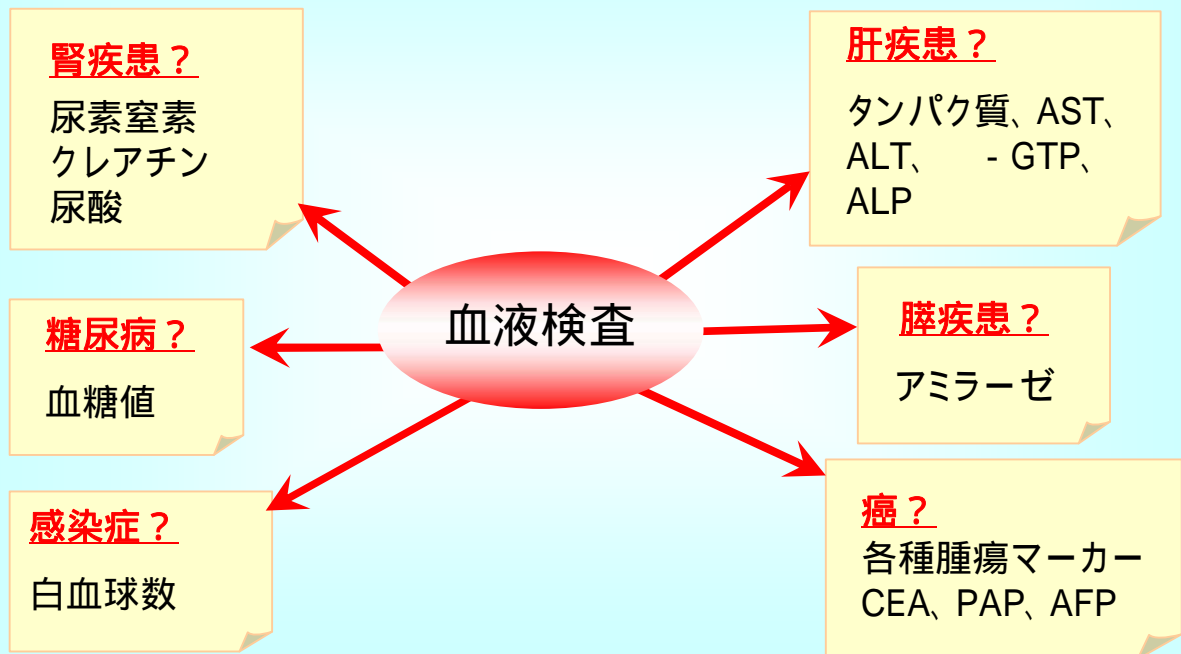 腎疾患？
尿素窒素
クレアチン
尿酸
肝疾患？
タンパク質、AST、
ALT、 - GTP、
ALP
血液検査
糖尿病？
血糖値
膵疾患？
アミラーゼ
感染症？
白血球数
癌？
各種腫瘍マーカー
CEA、PAP、AFP